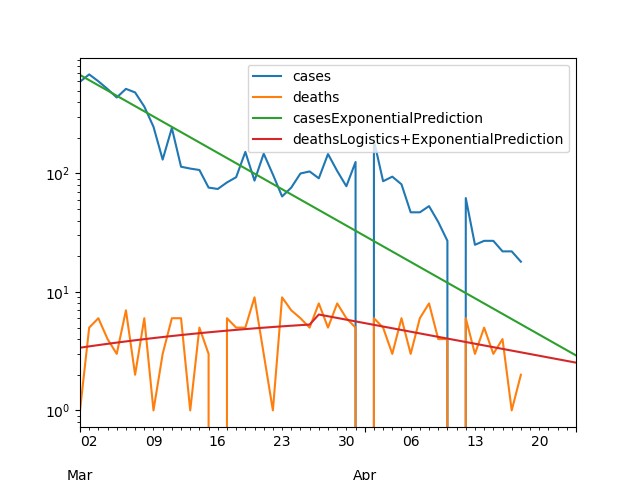 cases
deaths
casesExponentialPrediction
deathsLogistics+ExponentialPrediction
10²
10¹
10⁰
02 09 16 23 30 06 13 20
Mar Apr